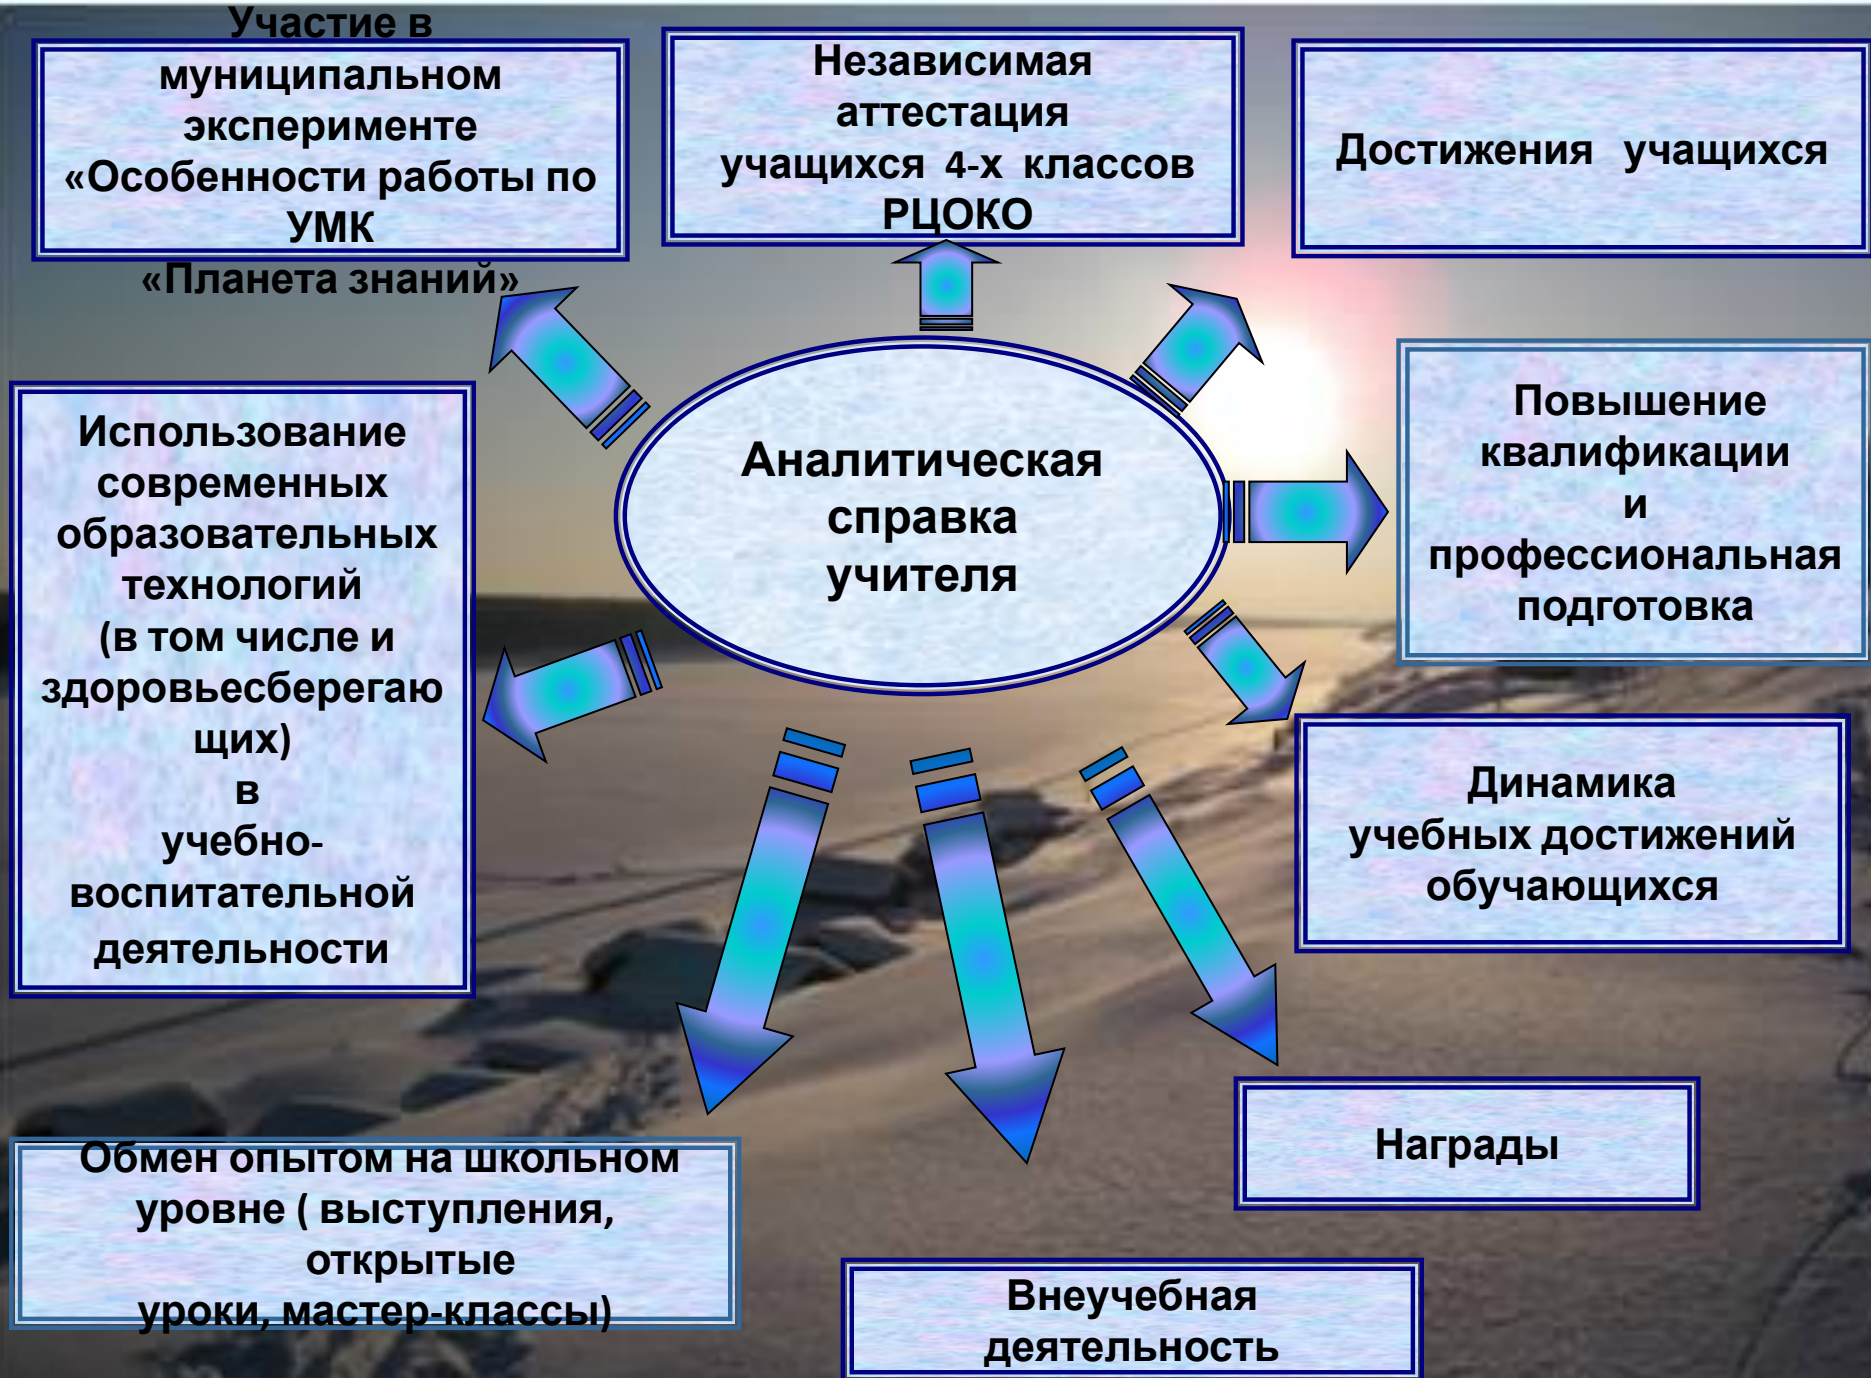 Участие в
муниципальном
эксперименте
«Особенности работы по
УМК
«Планета знаний»
Независимая
аттестация
учащихся 4-х классов
РЦОКО
Достижения учащихся
Использование
современных
образовательных
технологий
(в том числе и
здоровьесберегаю
щих)
в
учебно-
воспитательной
деятельности
Аналитическая
справка
учителя
Повышение
квалификации
и
профессиональная
подготовка
Динамика
учебных достижений
обучающихся
Награды
Обмен опытом на школьном
уровне ( выступления,
открытые
уроки, мастер-классы)
Внеучебная
деятельность